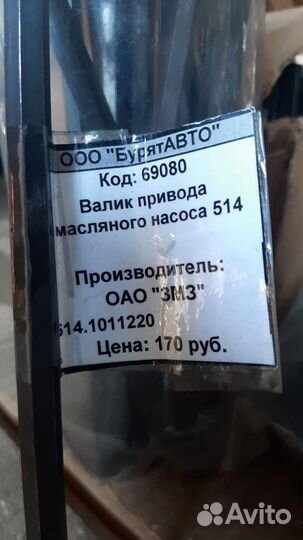 ООО "БурятАВТО"
Код: 69080
Валик привода
масляного насоса 514
Производитель:
ОАО "ЗМЗ"
514.1011220
Цена: 170 руб.
Avito